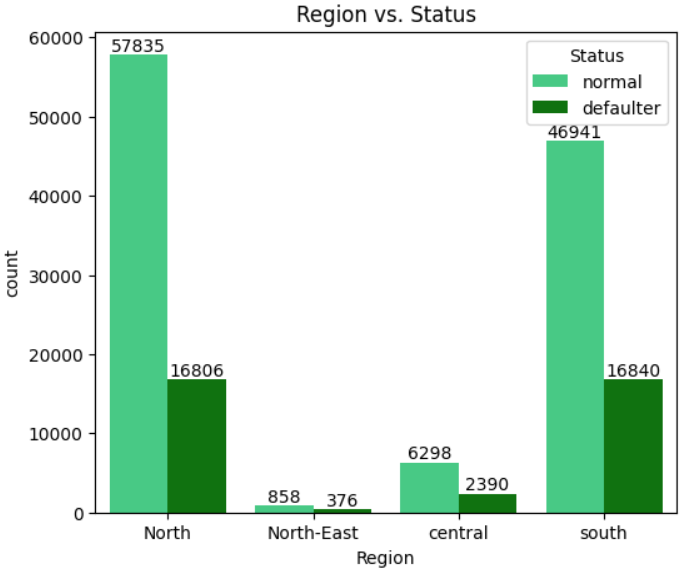 Region vs. Status
60000
50000
40000
30000
20000
10000
0
count
57835
16806
858
376
6298
2390
46941
16840
Status
normal
defaulter
North
North-East
central
south
Region